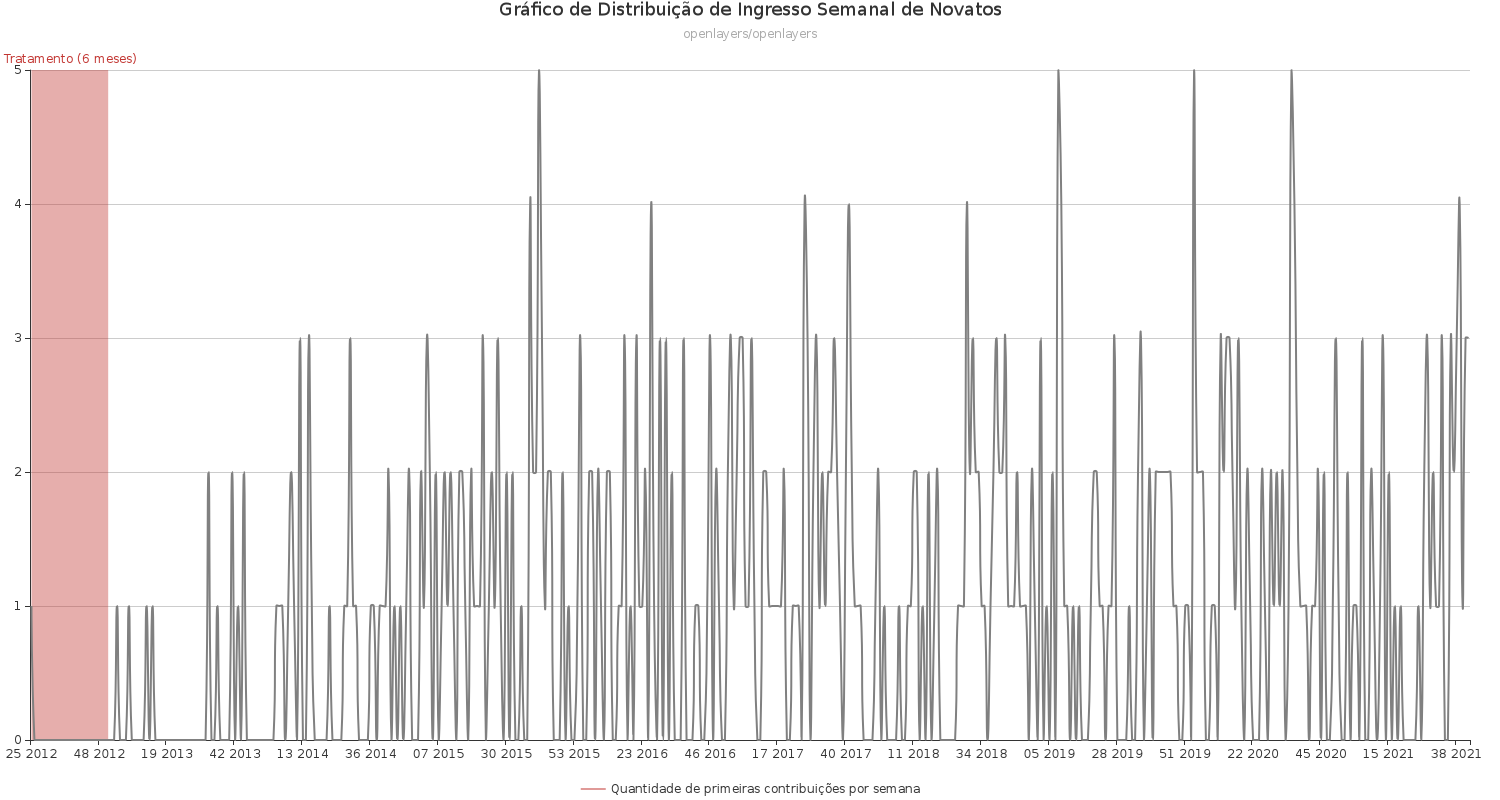 Gráfico de Distribuição de Ingresso Semanal de Novatos
openlayers/openlayers
Tratamento (6 meses)
5
4
3
2
1
0
25 2012 48 2012 19 2013 42 2013 13 2014 36 2014 07 2015 30 2015 53 2015 23 2016 46 2016 17 2017 40 2017 11 2018 34 2018 05 2019 28 2019 51 2019 22 2020 45 2020 15 2021 38 2021
Quantidade de primeiras contribuições por semana